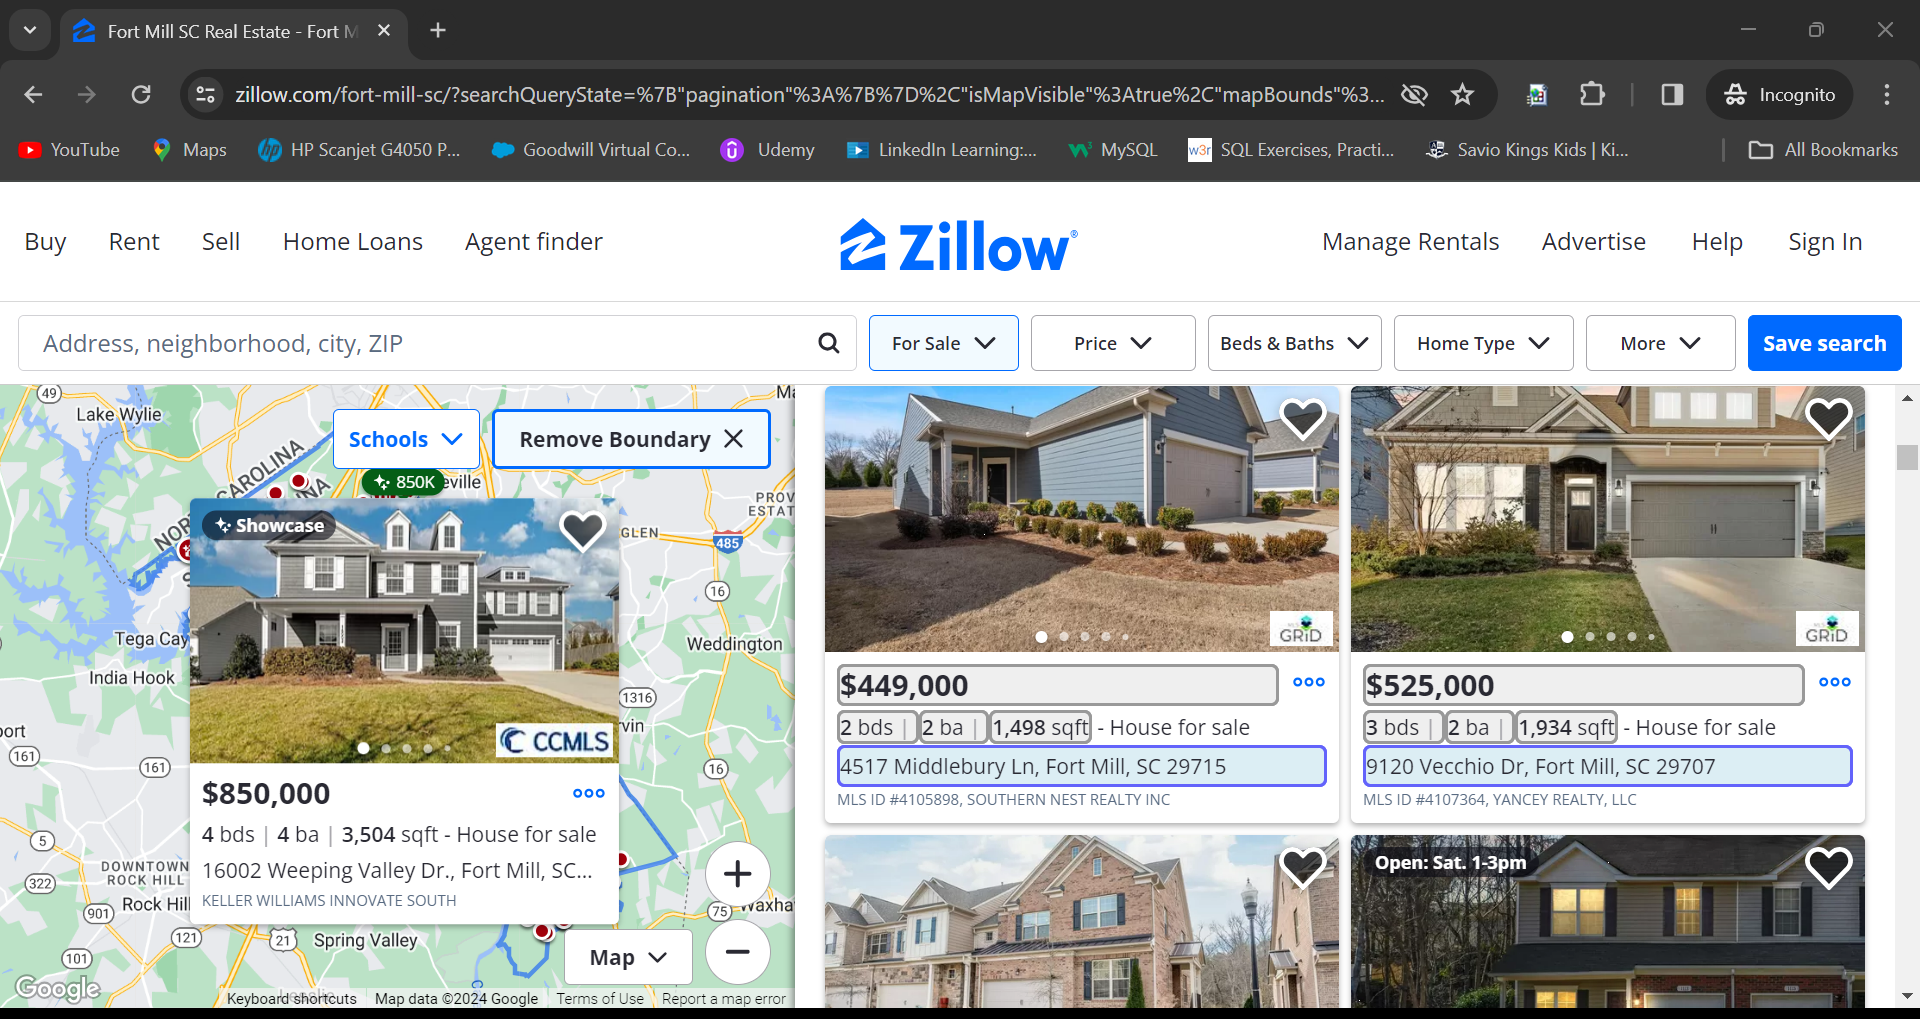 Fort Mill SC Real Estate - Fort M
zillow.com/fort-mill-sc/?searchQueryState=%7B"pagination"%3A%7B%7D%2C"isMapVisible"%3Atrue%2C"mapBounds"%3...
Incognito
YouTube
Maps
HP Scanjet G4050 P...
Goodwill Virtual Co...
Udemy
LinkedIn Learning:...
MySQL
w3r SQL Exercises, Practi...
Savio Kings Kids | Ki...
All Bookmarks
Buy Rent Sell Home Loans Agent finder
Zillow®
Manage Rentals Advertise Help Sign In
Address, neighborhood, city, ZIP
For Sale
Price
Beds & Baths
Home Type
More
Save search
49
Lake Wylie
Schools
Remove Boundary
CAROLINA
850K
eville
PROV
ESTAT
GLEN
485
16
Tega Cay
Weddington
India Hook
1316
vin
ort
161
161
16
5
DOWNTOWN
ROCK HILL
322
Rock Hill
901
75
Waxha
121
21
Spring Valley
101
Showcase
CCMLS
$850,000
4 bds | 4 ba | 3,504 sqft - House for sale
16002 Weeping Valley Dr., Fort Mill, SC...
KELLER WILLIAMS INNOVATE SOUTH
Map
Google
Keyboard shortcuts Map data ©2024 Google Terms of Use Report a map error
GRiD
$449,000
2 bds | 2 ba | 1,498 sqft - House for sale
4517 Middlebury Ln, Fort Mill, SC 29715
MLS ID #4105898, SOUTHERN NEST REALTY INC
GRiD
$525,000
3 bds | 2 ba | 1,934 sqft - House for sale
9120 Vecchio Dr, Fort Mill, SC 29707
MLS ID #4107364, YANCEY REALTY, LLC
Open: Sat. 1-3pm